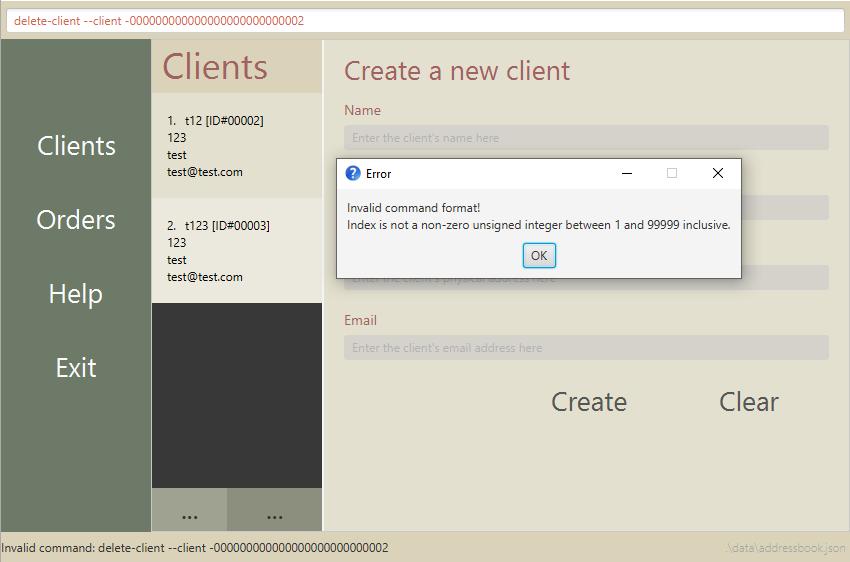 delete-client --client -000000000000000000000000002
Clients
Orders
Help
Exit
Clients
1. t12 [ID#00002]
123
test
test@test.com
2. t123 [ID#00003]
123
test
test@test.com
...
...
Create a new client
Name
Enter the client's name here
Error
Invalid command format!
Index is not a non-zero unsigned integer between 1 and 99999 inclusive.
OK
Enter the client's physical address here
Email
Enter the client's email address here
Create
Clear
Invalid command: delete-client --client -000000000000000000000000002
.\data\addressbook.json